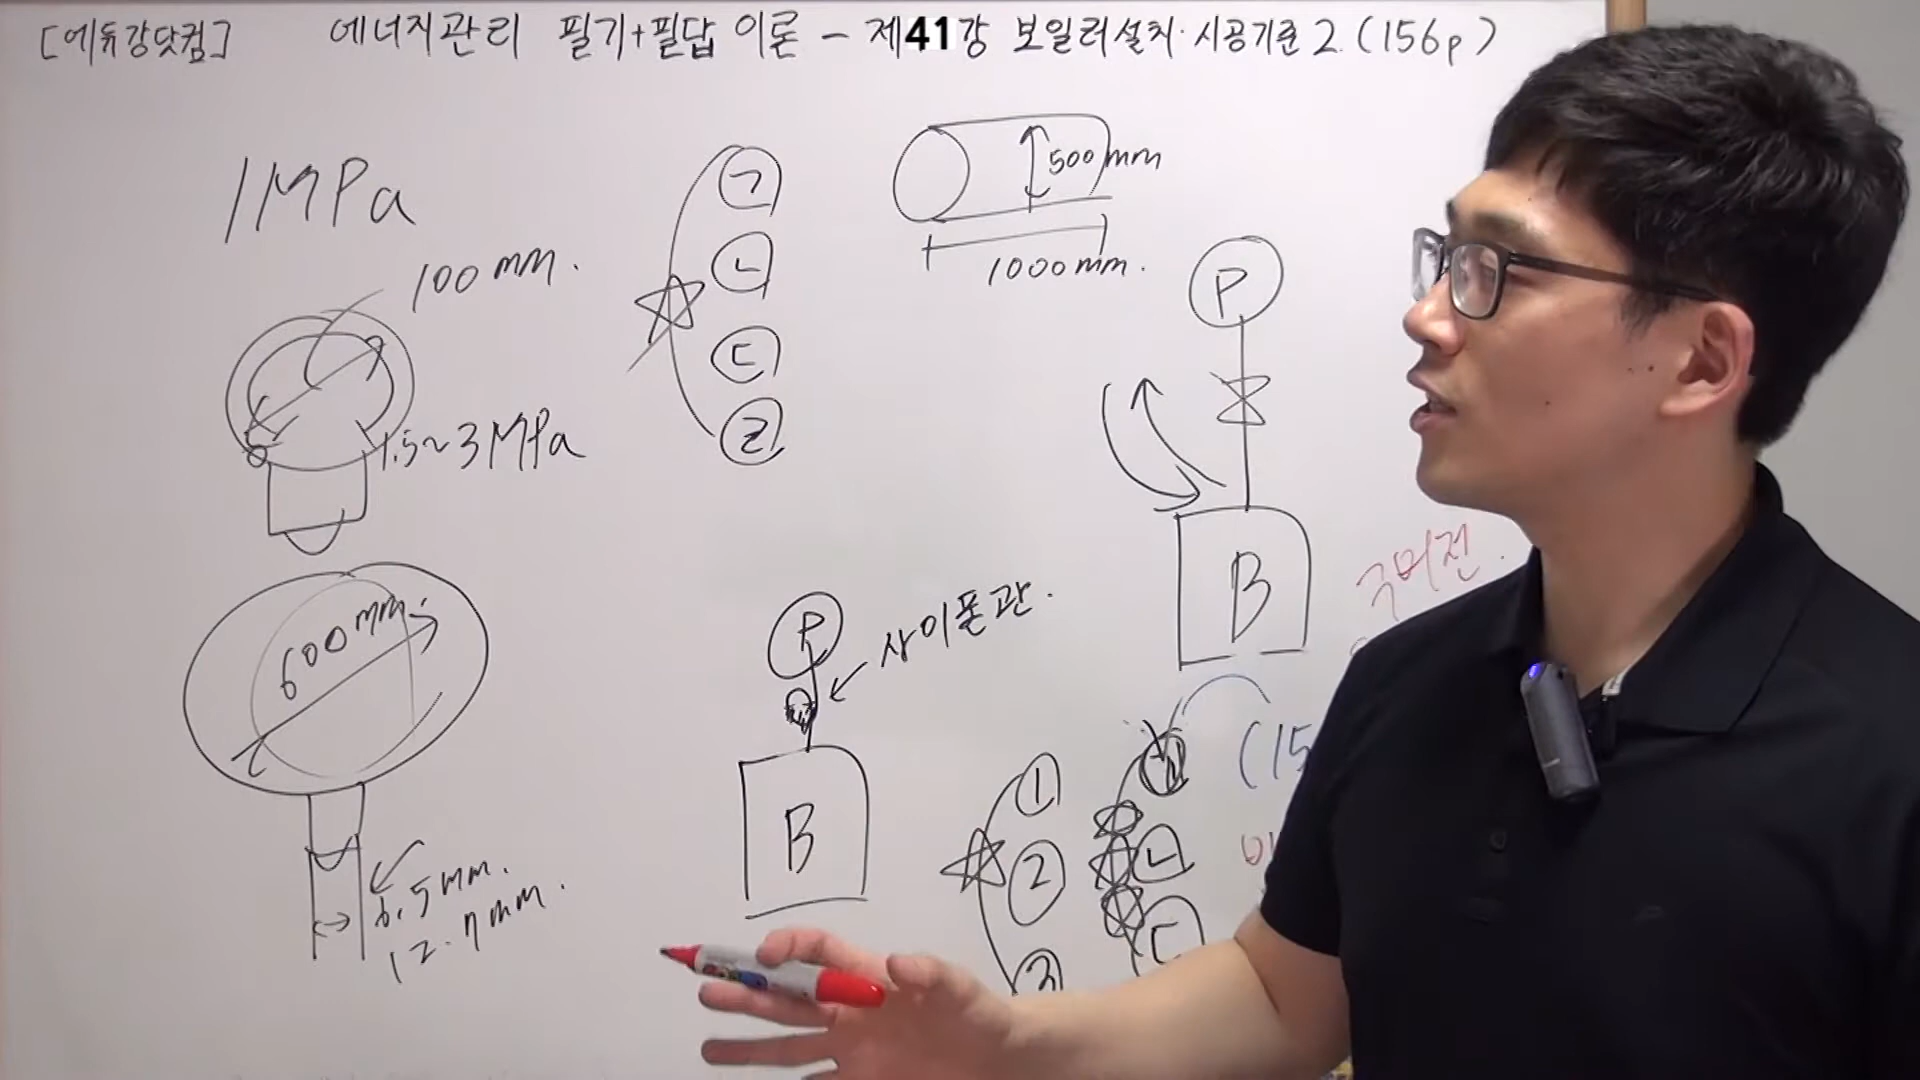 [에듀강닷컴] 에너지관리 필기+필답 이론 - 제41강 보일러설치·시공기준 2. (156p)
1MPa
100mm.
1.5~3MPa
600mm.
6.5mm.
12.7mm.
ㄱ
ㄴ
ㄷ
ㄹ
500mm
1000mm.
P
B
P
사이폰관.
B
1
2
3
ㄴ
ㄷ
(15